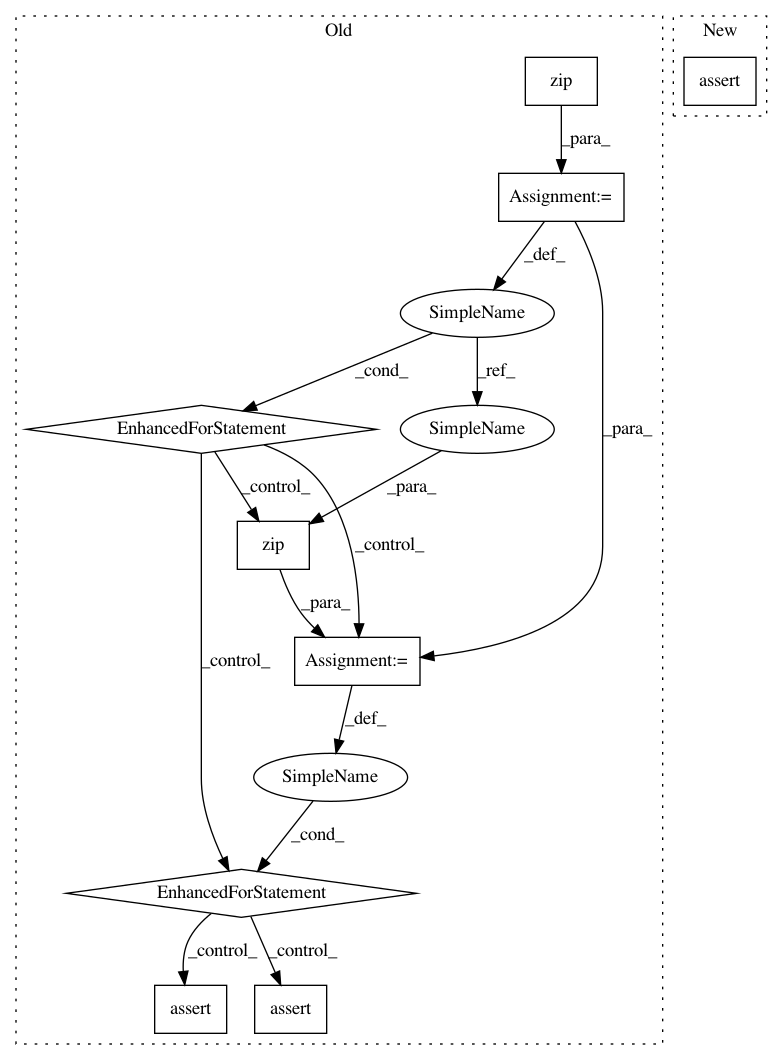 Old
New
zip
assert
_para_
Assignment:=
_def_
SimpleName
_cond_
_ref_
EnhancedForStatement
SimpleName
_para_
_control_
_para_
_control_
zip
_para_
_control_
Assignment:=
_def_
SimpleName
_cond_
EnhancedForStatement
_control_
_control_
assert
assert